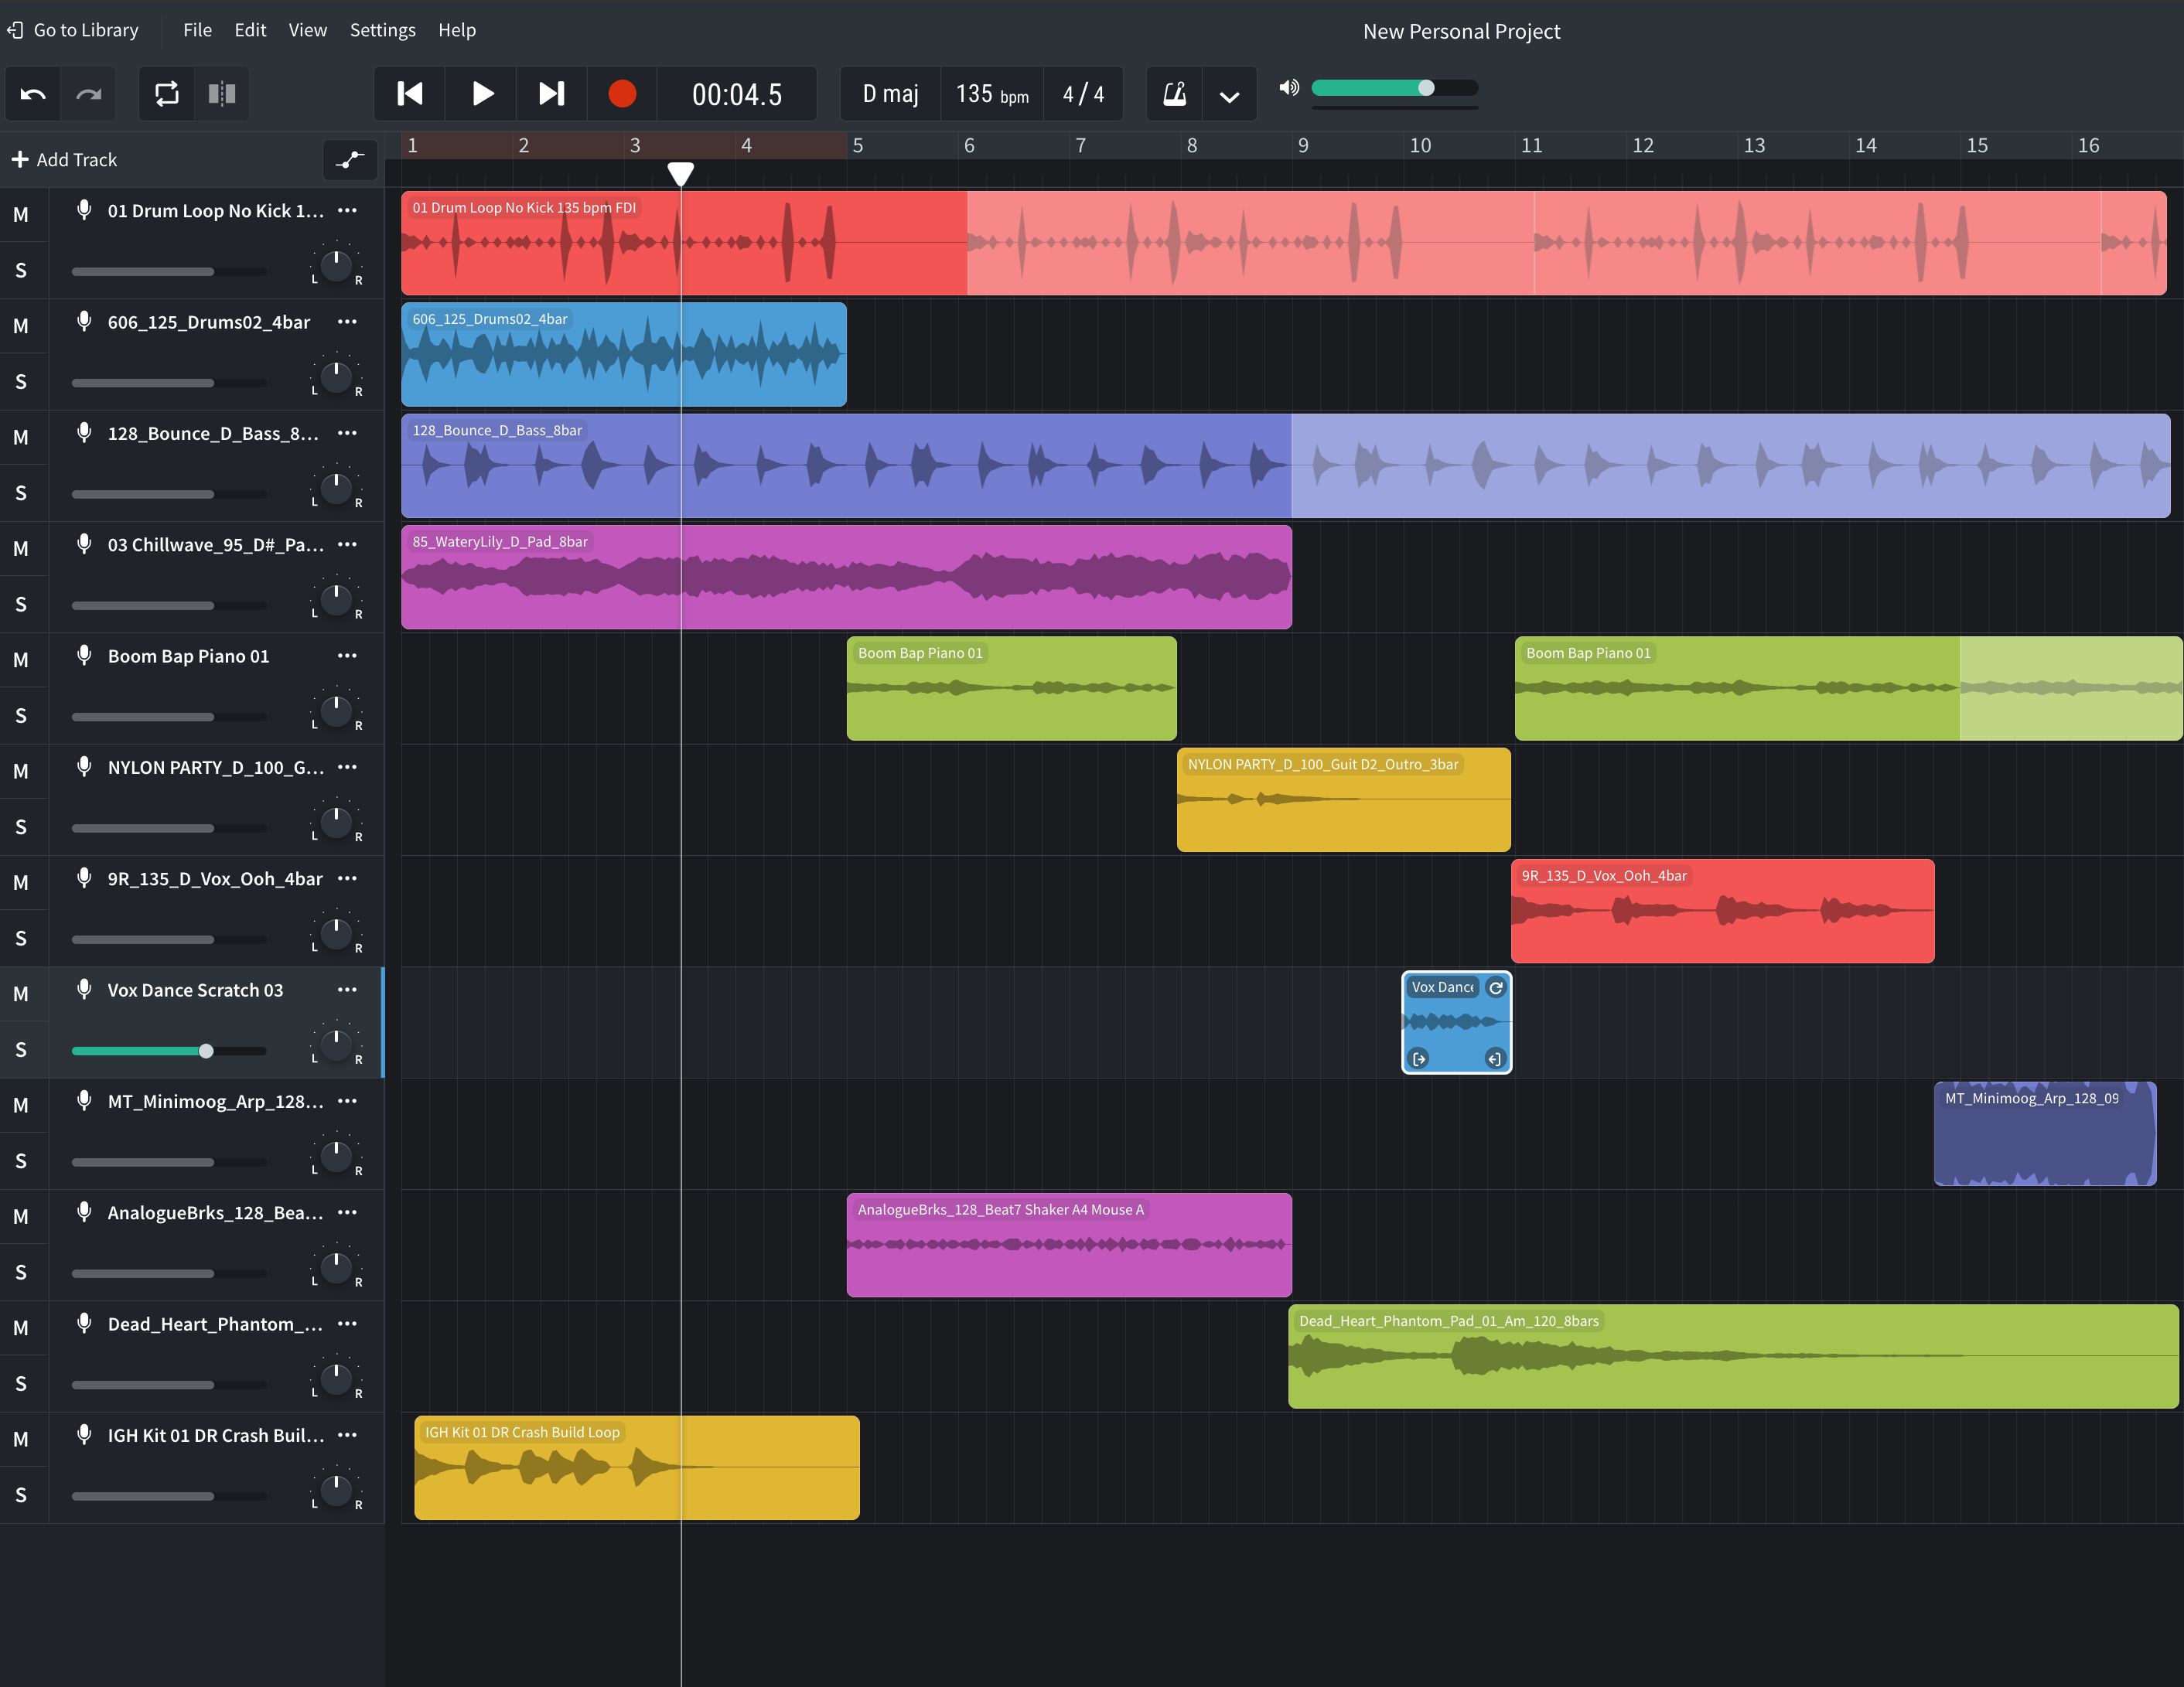 Go to Library File Edit View Settings Help New Personal Project
00:04.5 D maj 135 bpm 4 / 4
Add Track 1 2 3 4 5 6 7 8 9 10 11 12 13 14 15 16
M 01 Drum Loop No Kick 1... 01 Drum Loop No Kick 135 bpm FDI
S L R
M 606_125_Drums02_4bar 606_125_Drums02_4bar
S L R
M 128_Bounce_D_Bass_8... 128_Bounce_D_Bass_8bar
S L R
M 03 Chillwave_95_D#_Pa... 85_WateryLily_D_Pad_8bar
S L R
M Boom Bap Piano 01 Boom Bap Piano 01 Boom Bap Piano 01
S L R
M NYLON PARTY_D_100_G... NYLON PARTY_D_100_Guit D2_Outro_3bar
S L R
M 9R_135_D_Vox_Ooh_4bar 9R_135_D_Vox_Ooh_4bar
S L R
M Vox Dance Scratch 03 Vox Dance
S L R
M MT_Minimoog_Arp_128... MT_Minimoog_Arp_128_09
S L R
M AnalogueBrks_128_Bea... AnalogueBrks_128_Beat7 Shaker A4 Mouse A
S L R
M Dead_Heart_Phantom_... Dead_Heart_Phantom_Pad_01_Am_120_8bars
S L R
M IGH Kit 01 DR Crash Buil... IGH Kit 01 DR Crash Build Loop
S L R